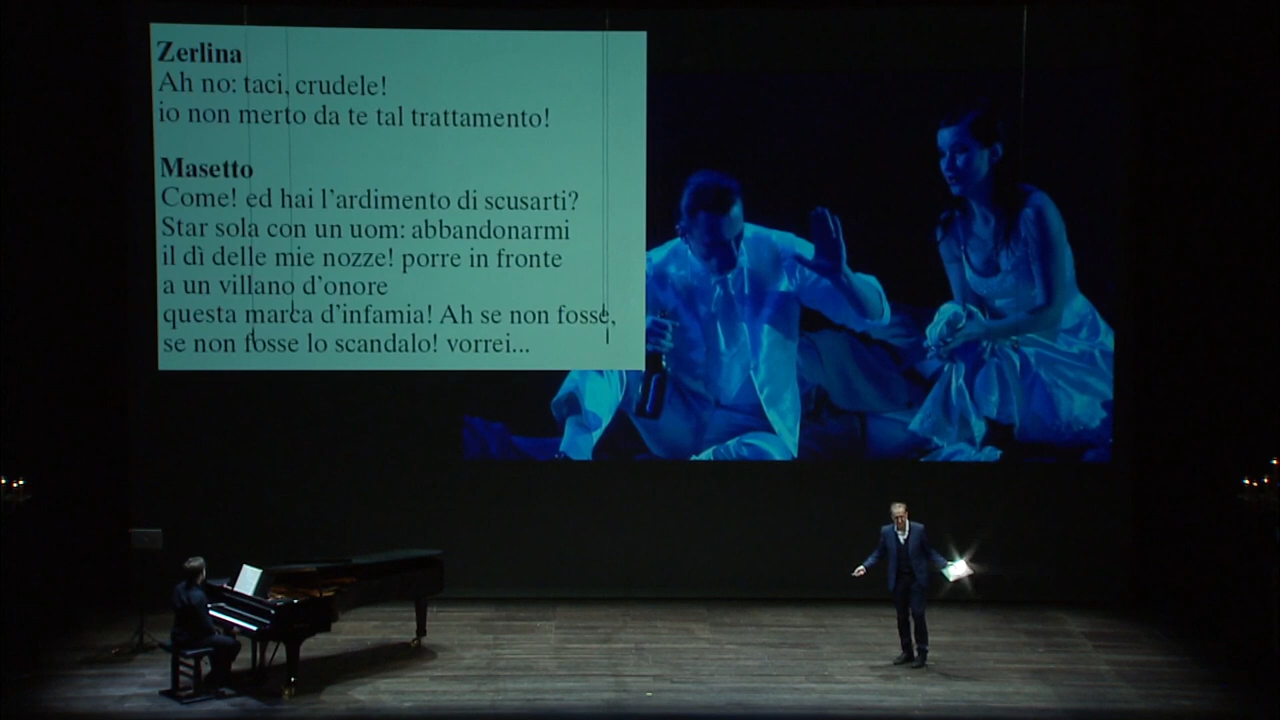 Zerlina
Ah no: taci, crudele!
io non merto da te tal trattamento!
Masetto
Come! ed hai l'ardimento di scusarti?
Star sola con un uom: abbandonarmi
il dì delle mie nozze! porre in fronte
a un villano d'onore
questa marca d'infamia! Ah se non fosse,
se non fosse lo scandalo! vorrei...